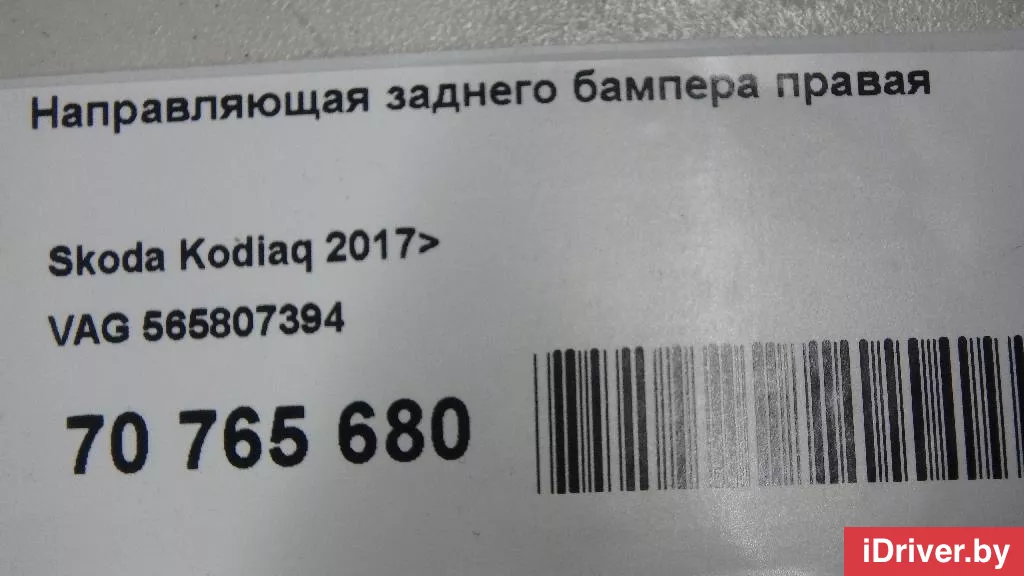 Направляющая заднего бампера правая
Skoda Kodiaq 2017>
VAG 565807394
70 765 680
iDriver.by